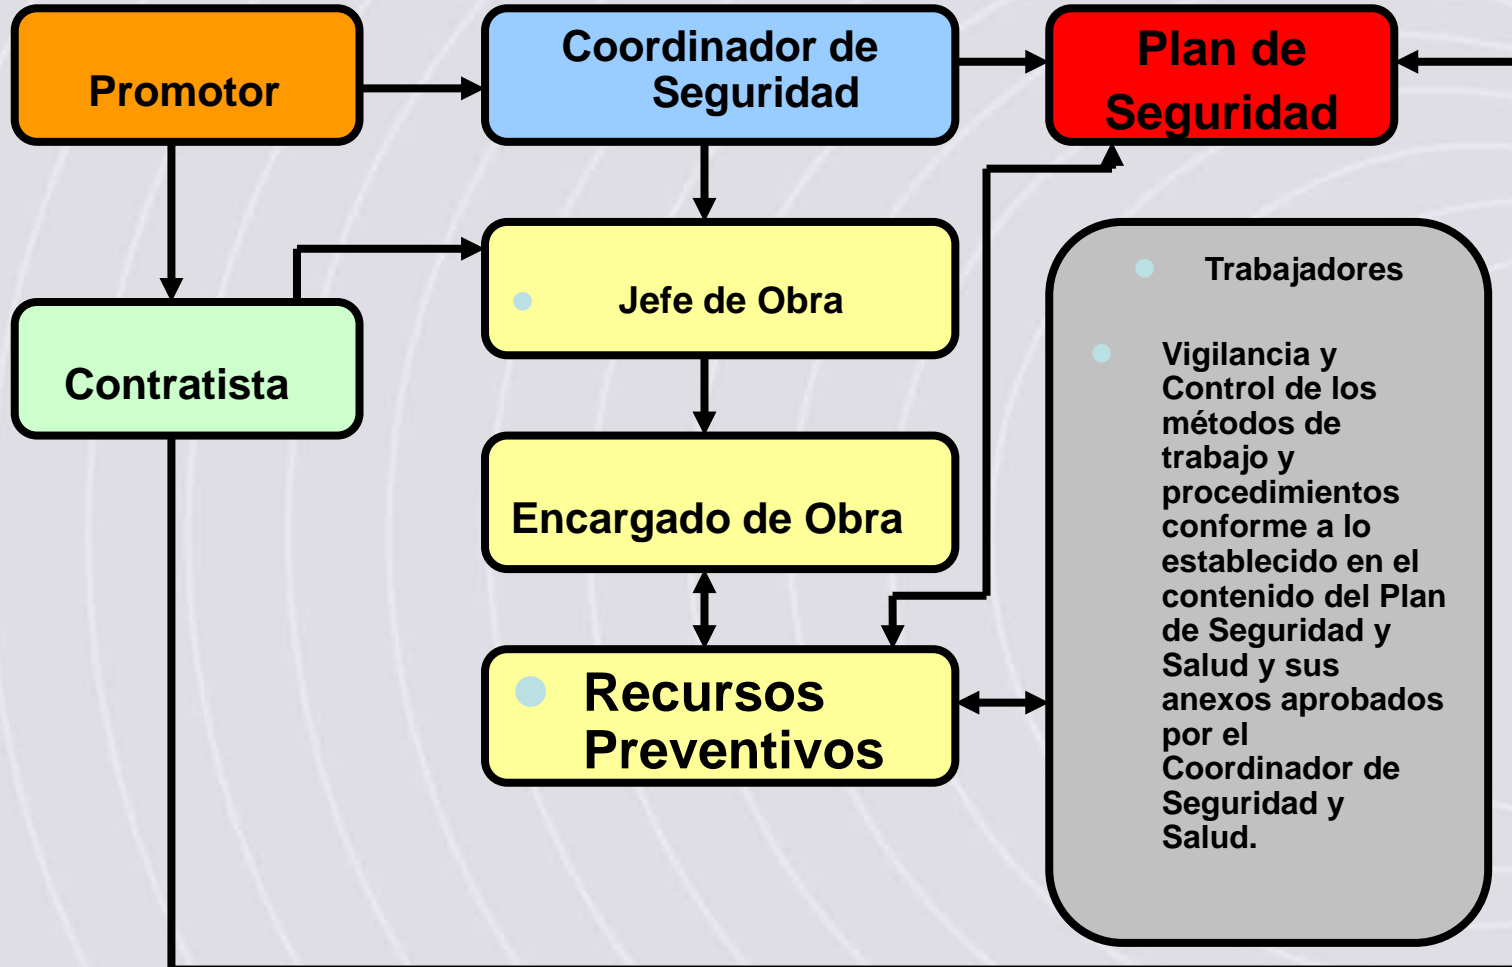 Promotor
Coordinador de
Seguridad
Plan de
Seguridad
Contratista
Jefe de Obra
Encargado de Obra
Recursos
Preventivos
Trabajadores
Vigilancia y
Control de los
métodos de
trabajo y
procedimientos
conforme a lo
establecido en el
contenido del Plan
de Seguridad y
Salud y sus
anexos aprobados
por el
Coordinador de
Seguridad y
Salud.